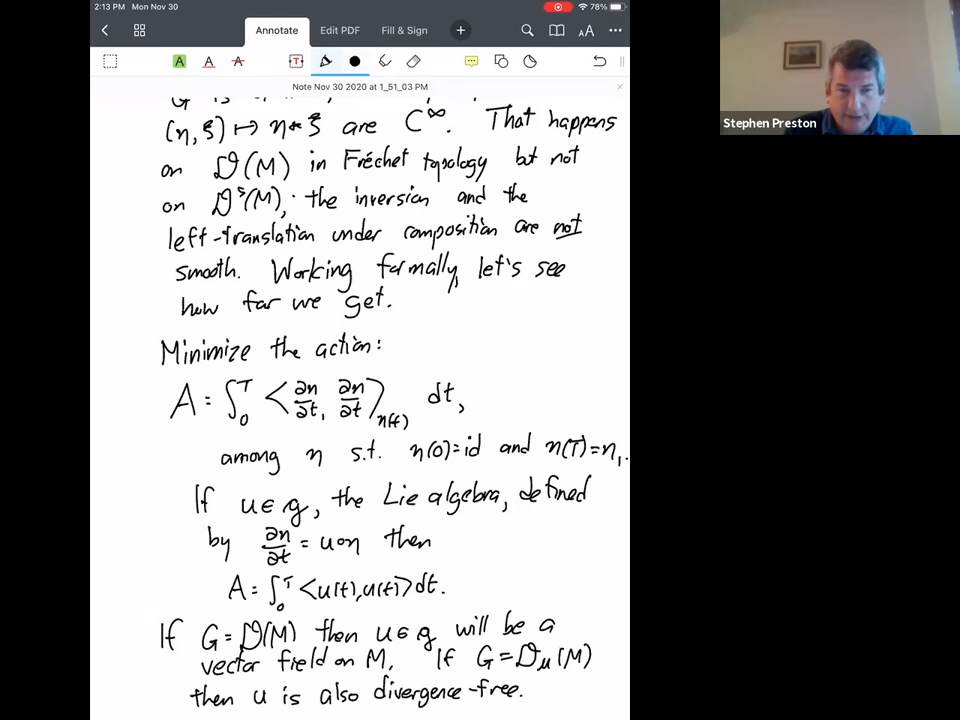 2:13 PM Mon Nov 30
78%
Annotate
Edit PDF
Fill & Sign
AA
A A A T
Note Nov 30 2020 at 1_51_03 PM
Stephen Preston
G is
(η,ξ) ↦ η*ξ are C^∞. That happens
on 𝒟(M) in Fréchet topology but not
on 𝒟^s(M), the inversion and the
left-translation under composition are not
smooth. Working formally, let's see
how far we get.
Minimize the action:
A = ∫_0^T <∂η/∂t, ∂η/∂t>_η(t) dt,
among η s.t. η(0)=id and η(T)=η_1.
If u∈g, the Lie algebra, defined
by ∂η/∂t = u∘η then
A = ∫_0^T <u(t),u(t)> dt.
If G=𝒟(M) then u∈g will be a
vector field on M. If G=𝒟_μ(M)
then u is also divergence-free.